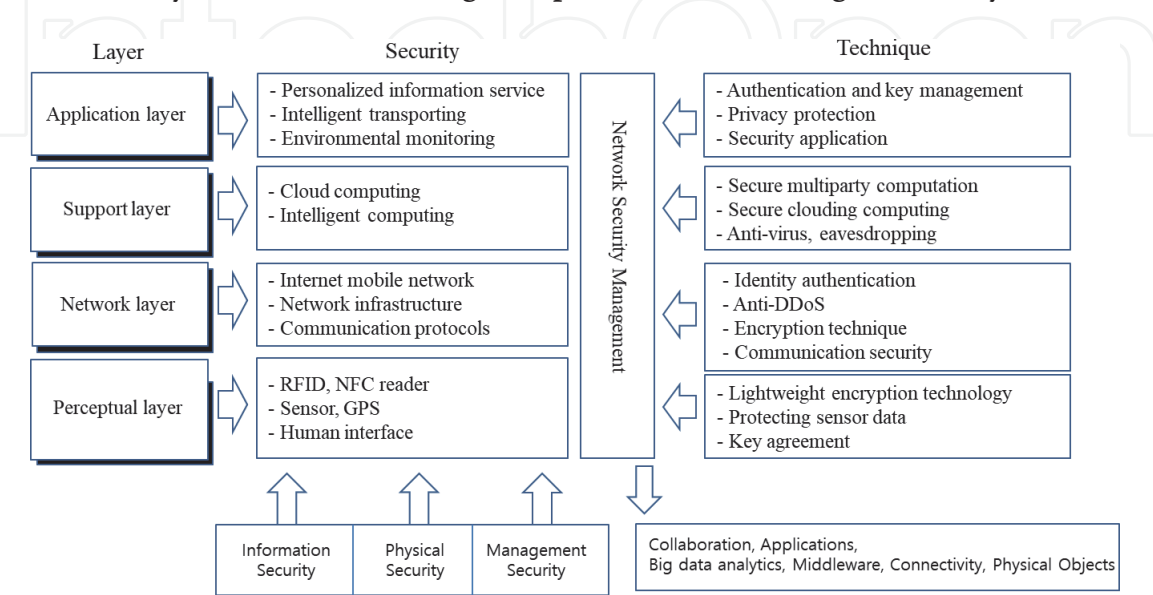 Layer
Security
Technique
Application layer
- Personalized information service
- Intelligent transporting
- Environmental monitoring
- Authentication and key management
- Privacy protection
- Security application
Support layer
- Cloud computing
- Intelligent computing
- Secure multiparty computation
- Secure clouding computing
- Anti-virus, eavesdropping
Network layer
- Internet mobile network
- Network infrastructure
- Communication protocols
- Identity authentication
- Anti-DDoS
- Encryption technique
- Communication security
Perceptual layer
- RFID, NFC reader
- Sensor, GPS
- Human interface
- Lightweight encryption technology
- Protecting sensor data
- Key agreement
Network Security Management
Information
Security
Physical
Security
Management
Security
Collaboration, Applications,
Big data analytics, Middleware, Connectivity, Physical Objects